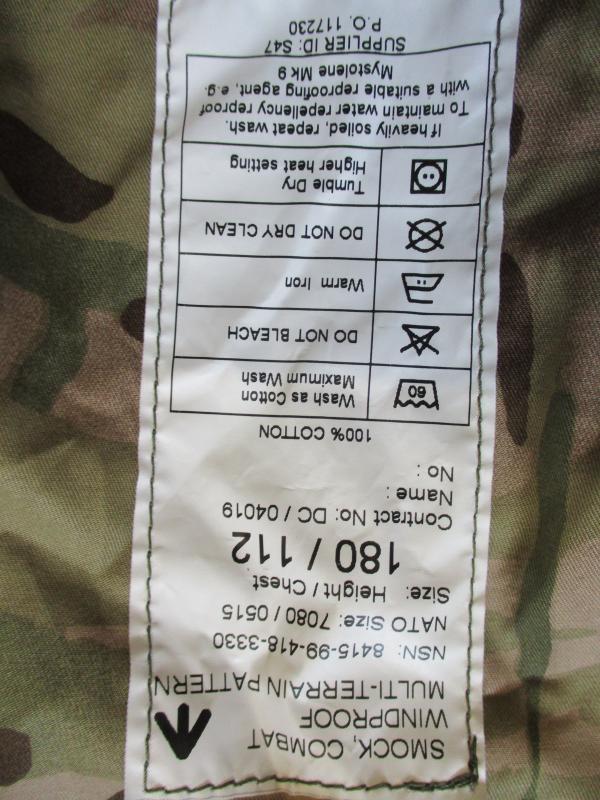 SMOCK, COMBAT
WINDPROOF
MULTI-TERRAIN PATTERN
NSN: 8415-99-418-3330
NATO Size: 7080 / 0515
Size: Height / Chest
180 / 112
Contract No: DC / 04019
Name :
No :
100% COTTON
60
Wash as Cotton
Maximum Wash
DO NOT BLEACH
Warm Iron
DO NOT DRY CLEAN
Tumble Dry
Higher heat setting
If heavily soiled, repeat wash.
To maintain water repellency reproof
with a suitable reproofing agent, e.g.
Mystolene Mk 9
SUPPLIER ID: S47
P.O. 117230